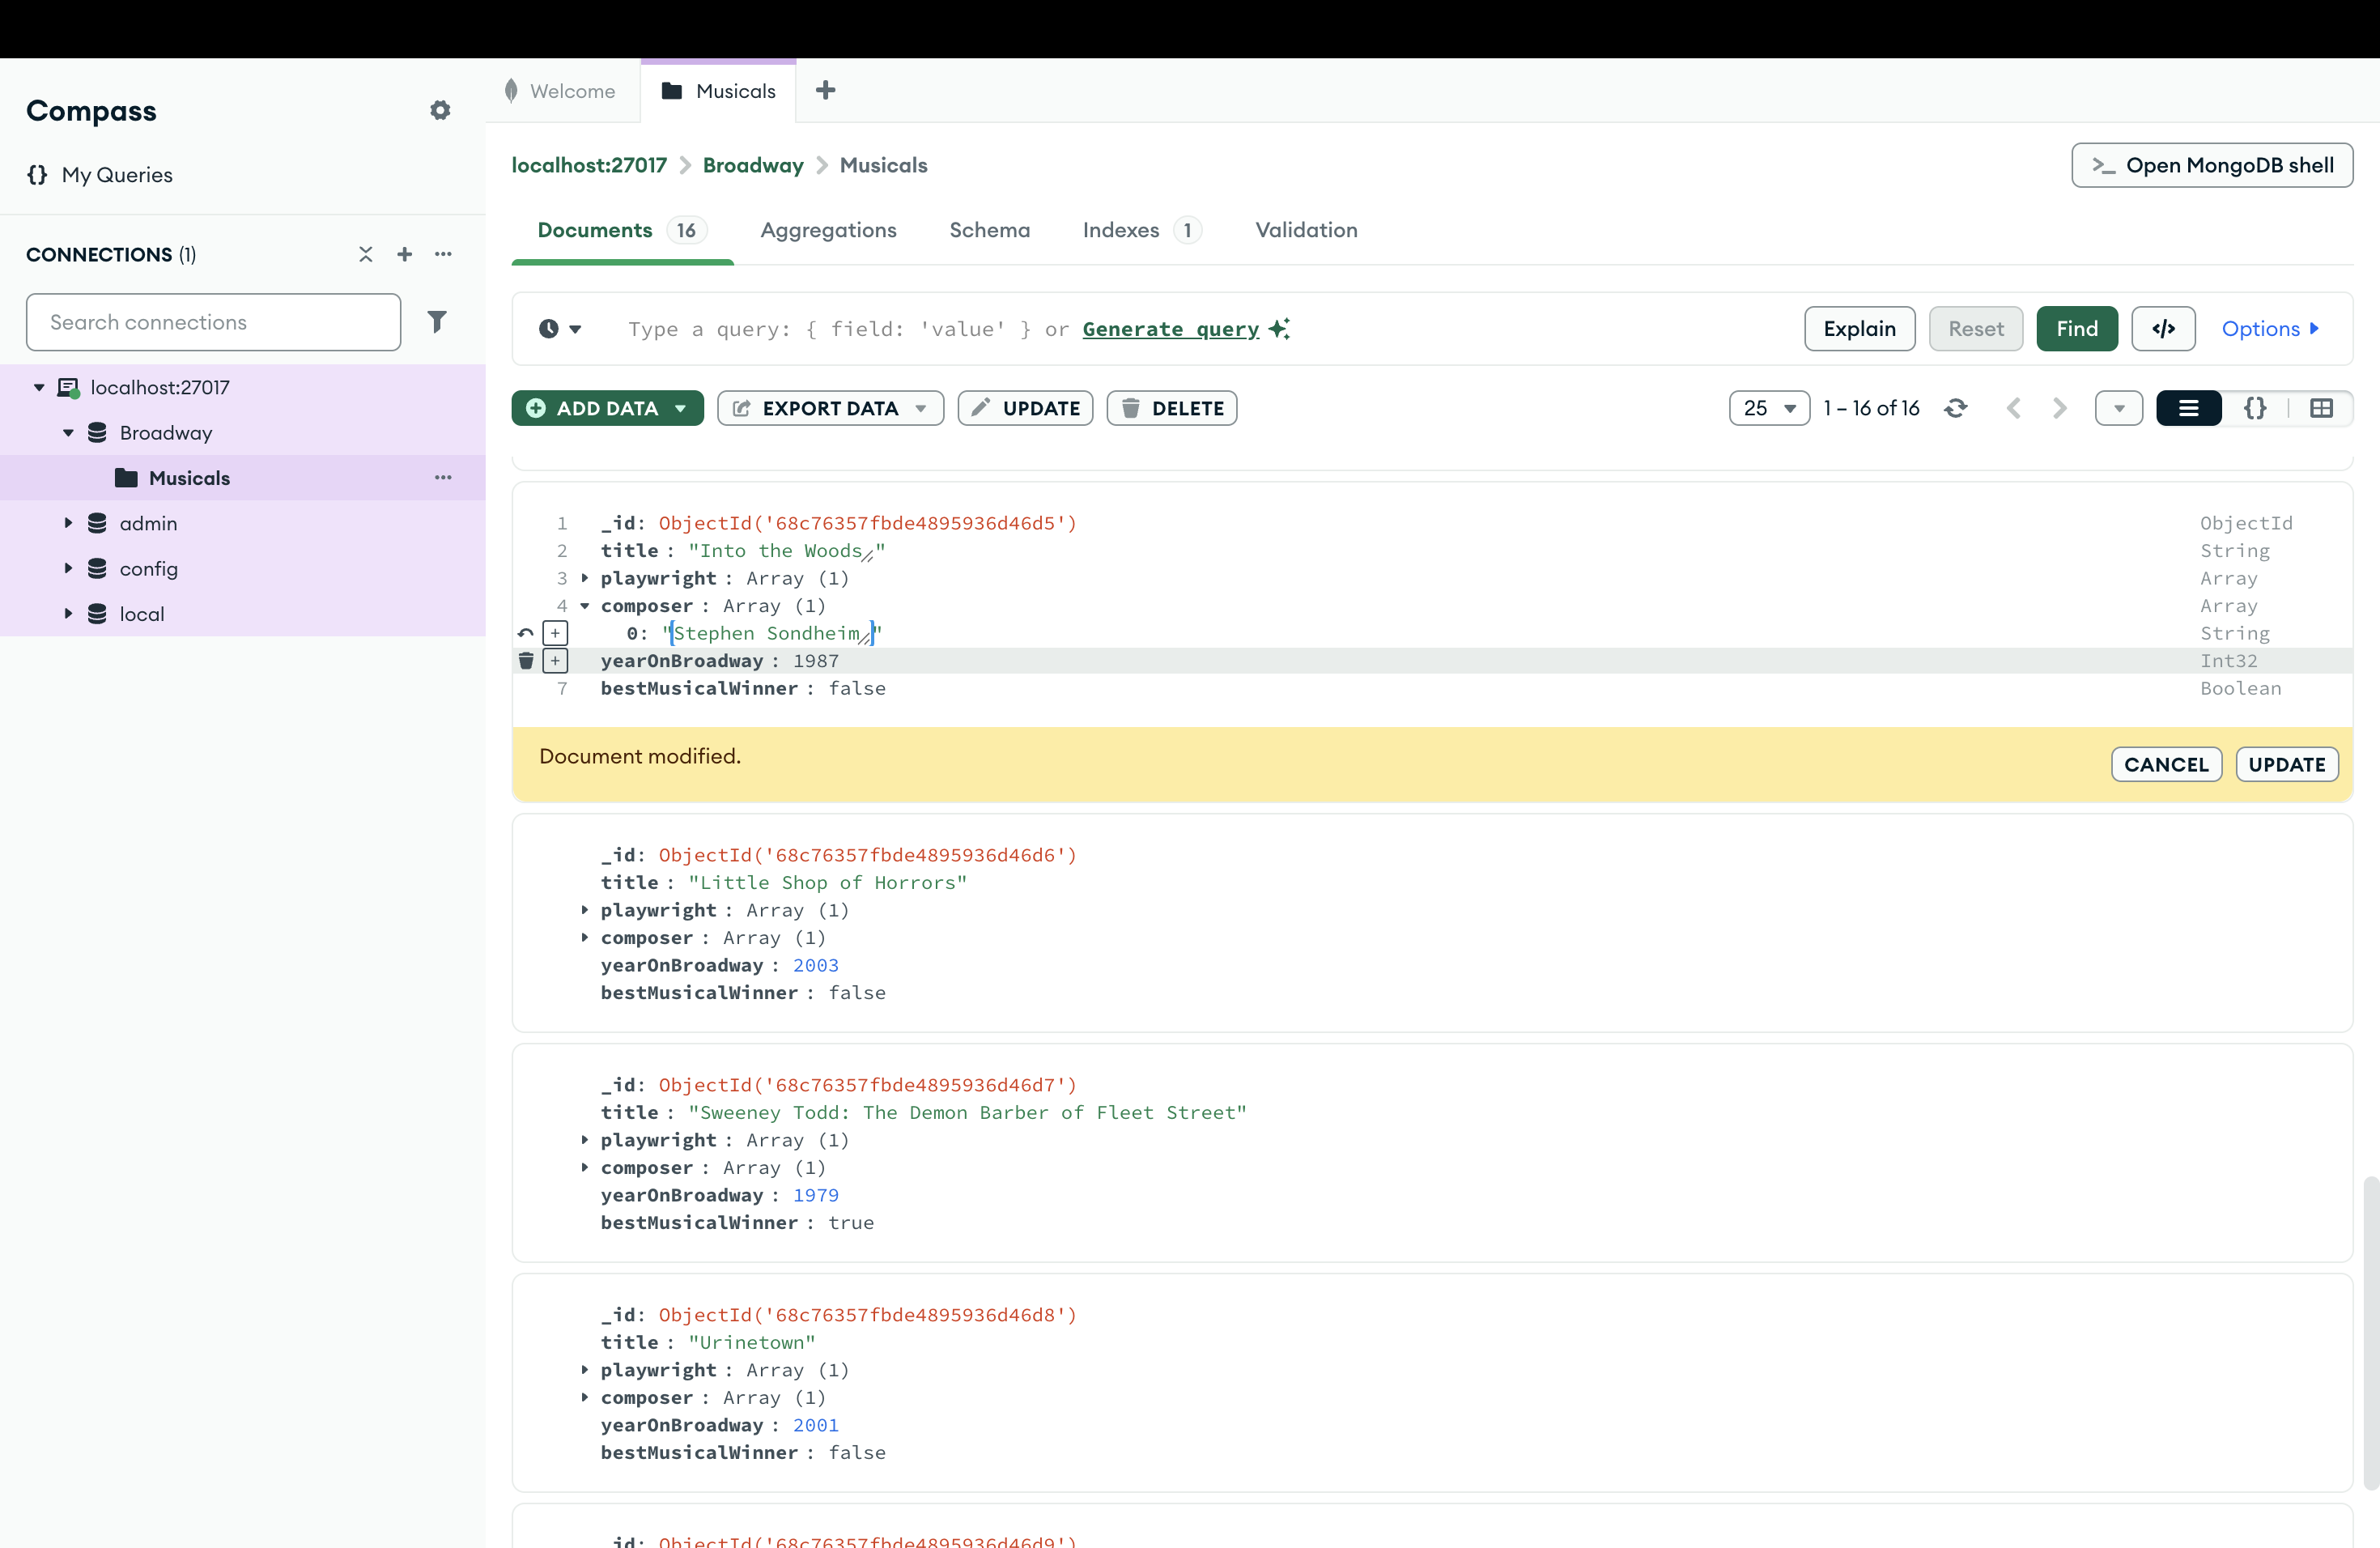 Compass
My Queries
CONNECTIONS (1)
Search connections
localhost:27017
Broadway
Musicals
admin
config
local
Welcome
Musicals
localhost:27017 > Broadway > Musicals
>_ Open MongoDB shell
Documents 16 Aggregations Schema Indexes 1 Validation
Type a query: { field: 'value' } or Generate query
Explain Reset Find </> Options
ADD DATA EXPORT DATA UPDATE DELETE
25 1 – 16 of 16 {}
1 _id: ObjectId('68c76357fbde4895936d46d5') ObjectId
2 title : "Into the Woods" String
3 playwright : Array (1) Array
4 composer : Array (1) Array
0: "Stephen Sondheim" String
yearOnBroadway : 1987 Int32
7 bestMusicalWinner : false Boolean
Document modified.
CANCEL UPDATE
_id: ObjectId('68c76357fbde4895936d46d6')
title : "Little Shop of Horrors"
playwright : Array (1)
composer : Array (1)
yearOnBroadway : 2003
bestMusicalWinner : false
_id: ObjectId('68c76357fbde4895936d46d7')
title : "Sweeney Todd: The Demon Barber of Fleet Street"
playwright : Array (1)
composer : Array (1)
yearOnBroadway : 1979
bestMusicalWinner : true
_id: ObjectId('68c76357fbde4895936d46d8')
title : "Urinetown"
playwright : Array (1)
composer : Array (1)
yearOnBroadway : 2001
bestMusicalWinner : false
_id: ObjectId('68c76357fbde4895936d46d9')